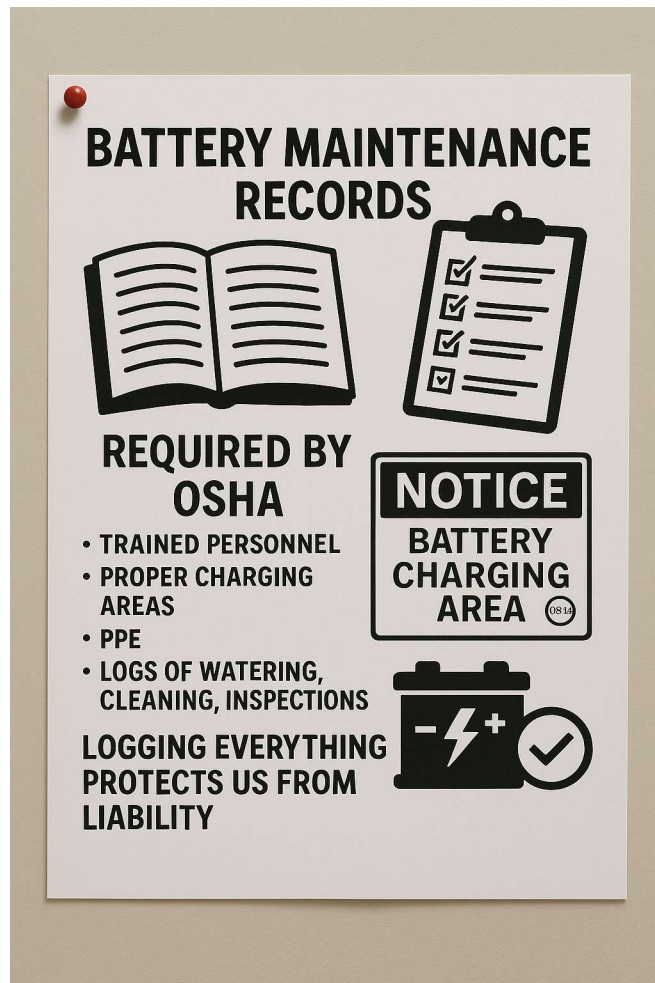 BATTERY MAINTENANCE
RECORDS
REQUIRED BY
OSHA
• TRAINED PERSONNEL
• PROPER CHARGING
AREAS
• PPE
• LOGS OF WATERING,
CLEANING, INSPECTIONS
LOGGING EVERYTHING
PROTECTS US FROM
LIABILITY
NOTICE
BATTERY
CHARGING
AREA
0814